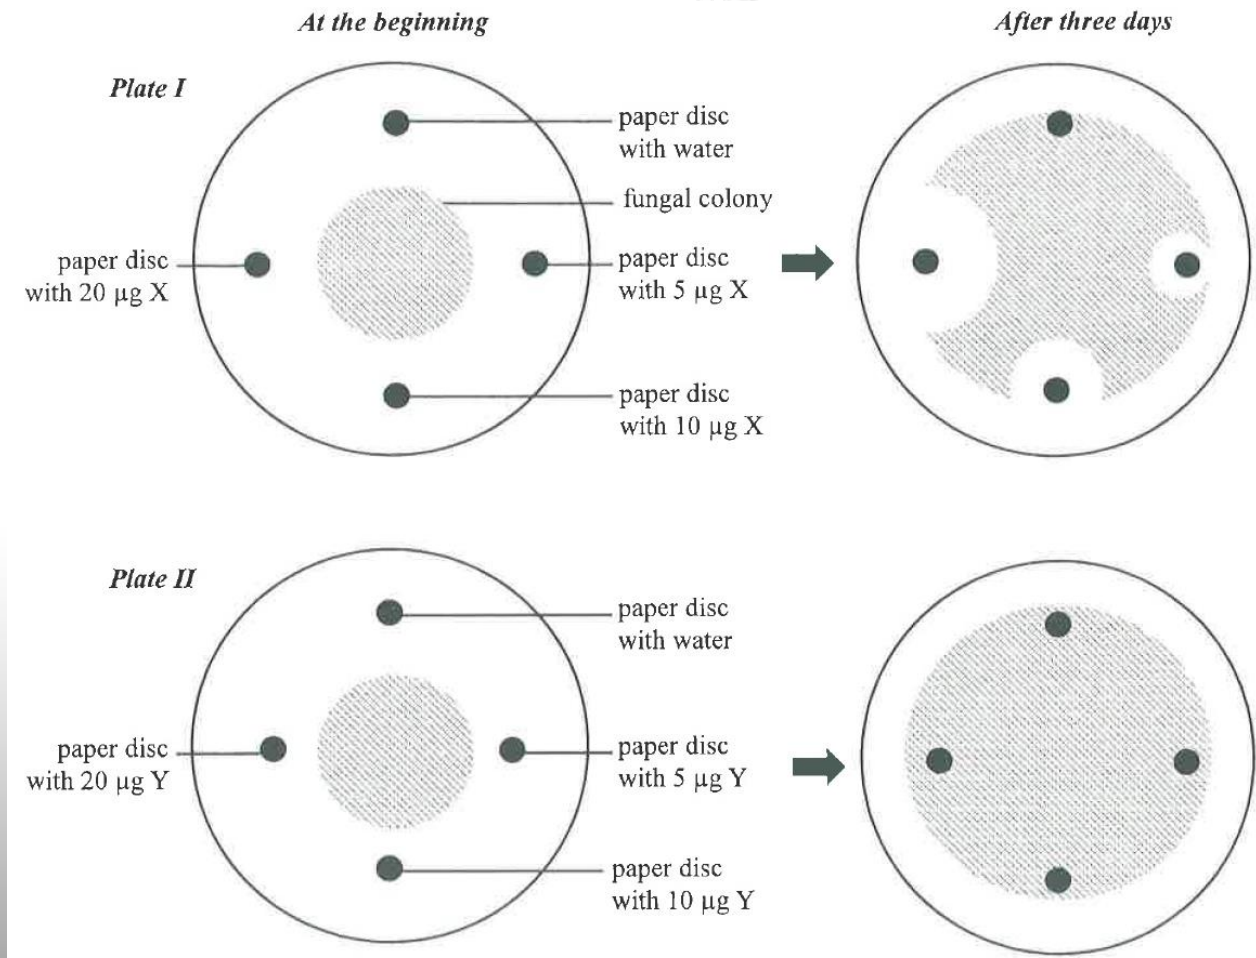 At the beginning
After three days
Plate I
paper disc
with water
fungal colony
paper disc
with 20 µg X
paper disc
with 5 µg X
paper disc
with 10 µg X
Plate II
paper disc
with water
paper disc
with 20 µg Y
paper disc
with 5 µg Y
paper disc
with 10 µg Y